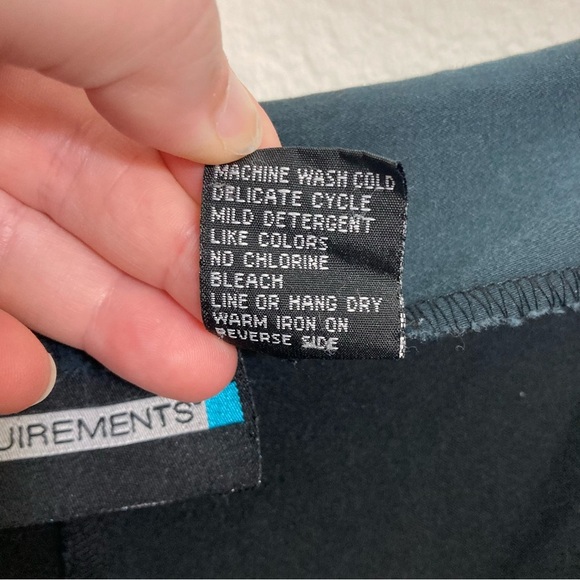 MACHINE WASH COLD
DELICATE CYCLE
MILD DETERGENT
LIKE COLORS
NO CHLORINE
BLEACH
LINE OR HANG DRY
WARM IRON ON
REVERSE SIDE
UIREMENTS